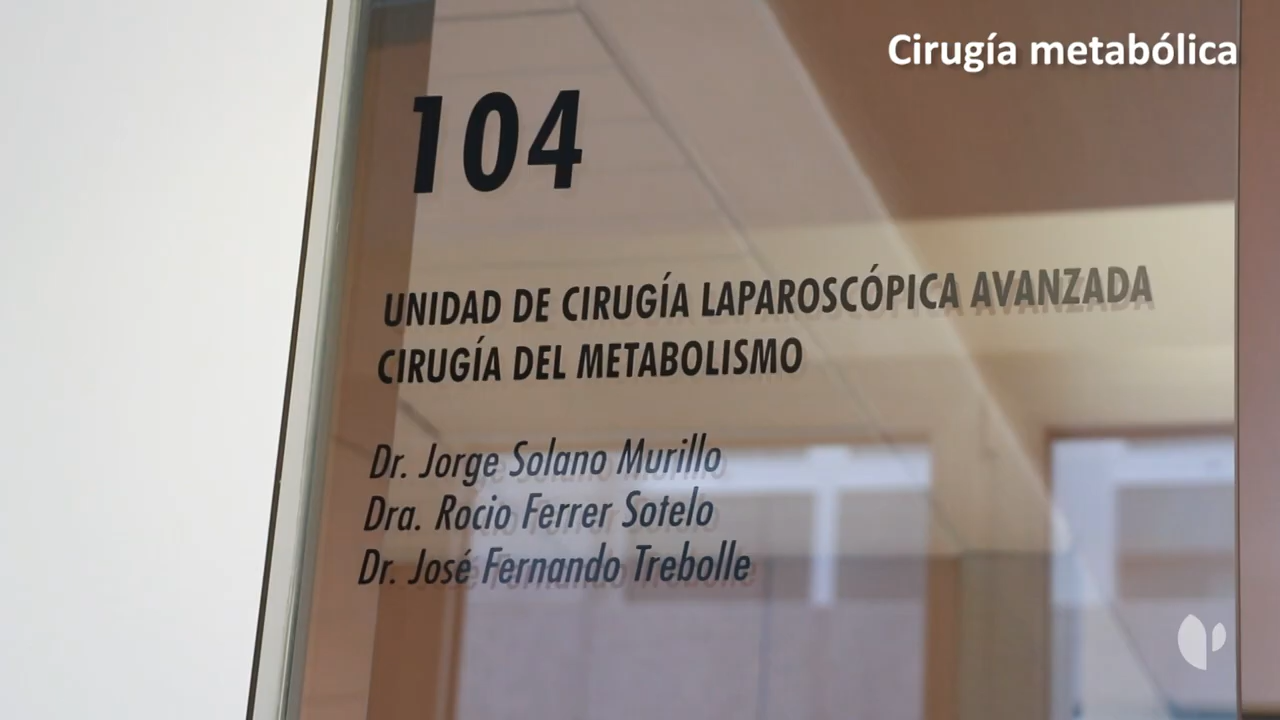 Cirugía metabólica
104
UNIDAD DE CIRUGÍA LAPAROSCÓPICA AVANZADA
CIRUGÍA DEL METABOLISMO
Dr. Jorge Solano Murillo
Dra. Rocio Ferrer Sotelo
Dr. José Fernando Trebolle